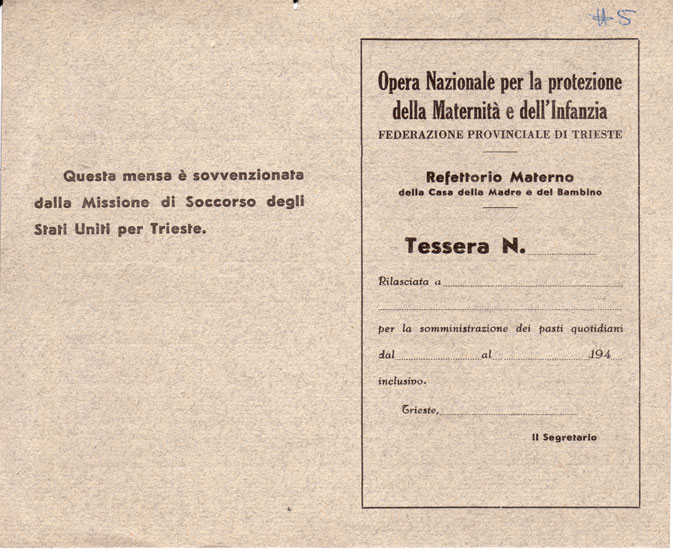 #5
Questa mensa è sovvenzionata
dalla Missione di Soccorso degli
Stati Uniti per Trieste.
Opera Nazionale per la protezione
della Maternità e dell'Infanzia
FEDERAZIONE PROVINCIALE DI TRIESTE
Refettorio Materno
della Casa della Madre e del Bambino
Tessera N.
Rilasciata a
per la somministrazione dei pasti quotidiani
dal al 194
inclusivo.
Trieste,
Il Segretario